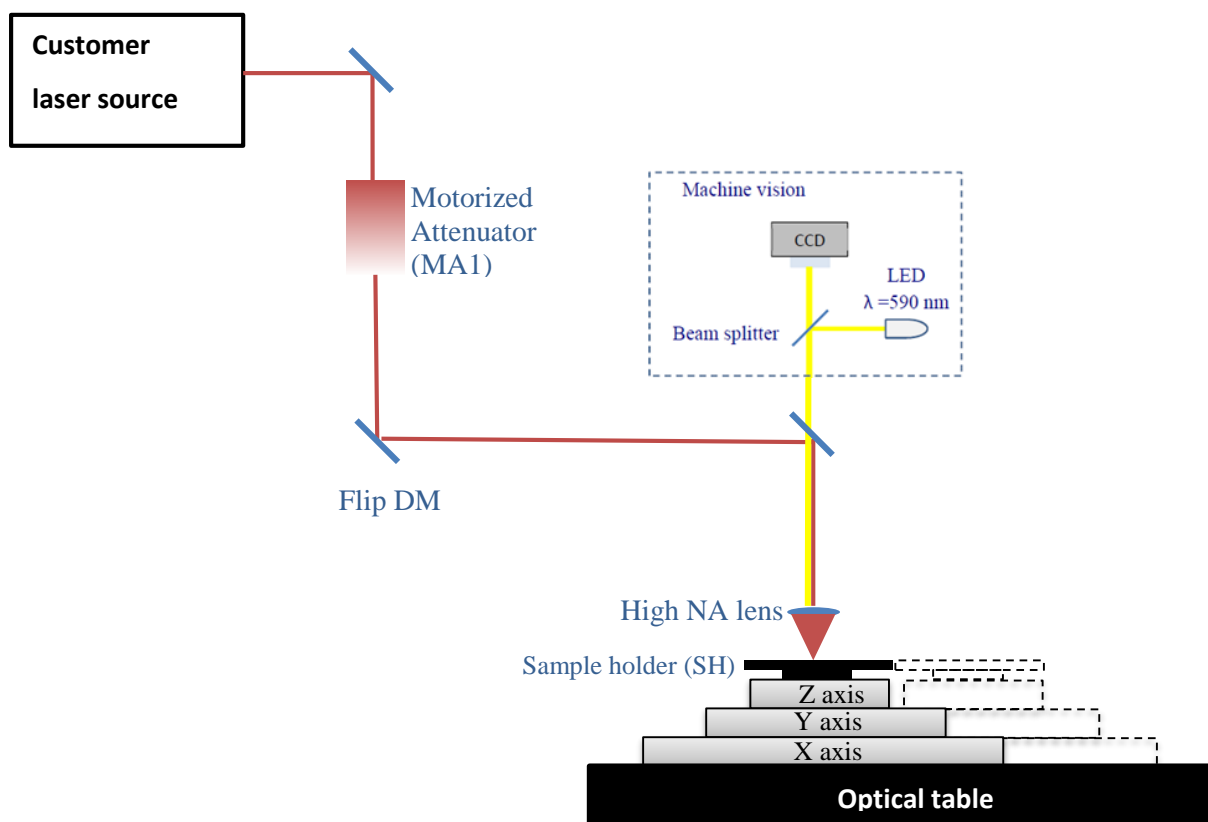 Customer
laser source
Motorized
Attenuator
(MA1)
Machine vision
CCD
LED
λ =590 nm
Beam splitter
Flip DM
High NA lens
Sample holder (SH)
Z axis
Y axis
X axis
Optical table